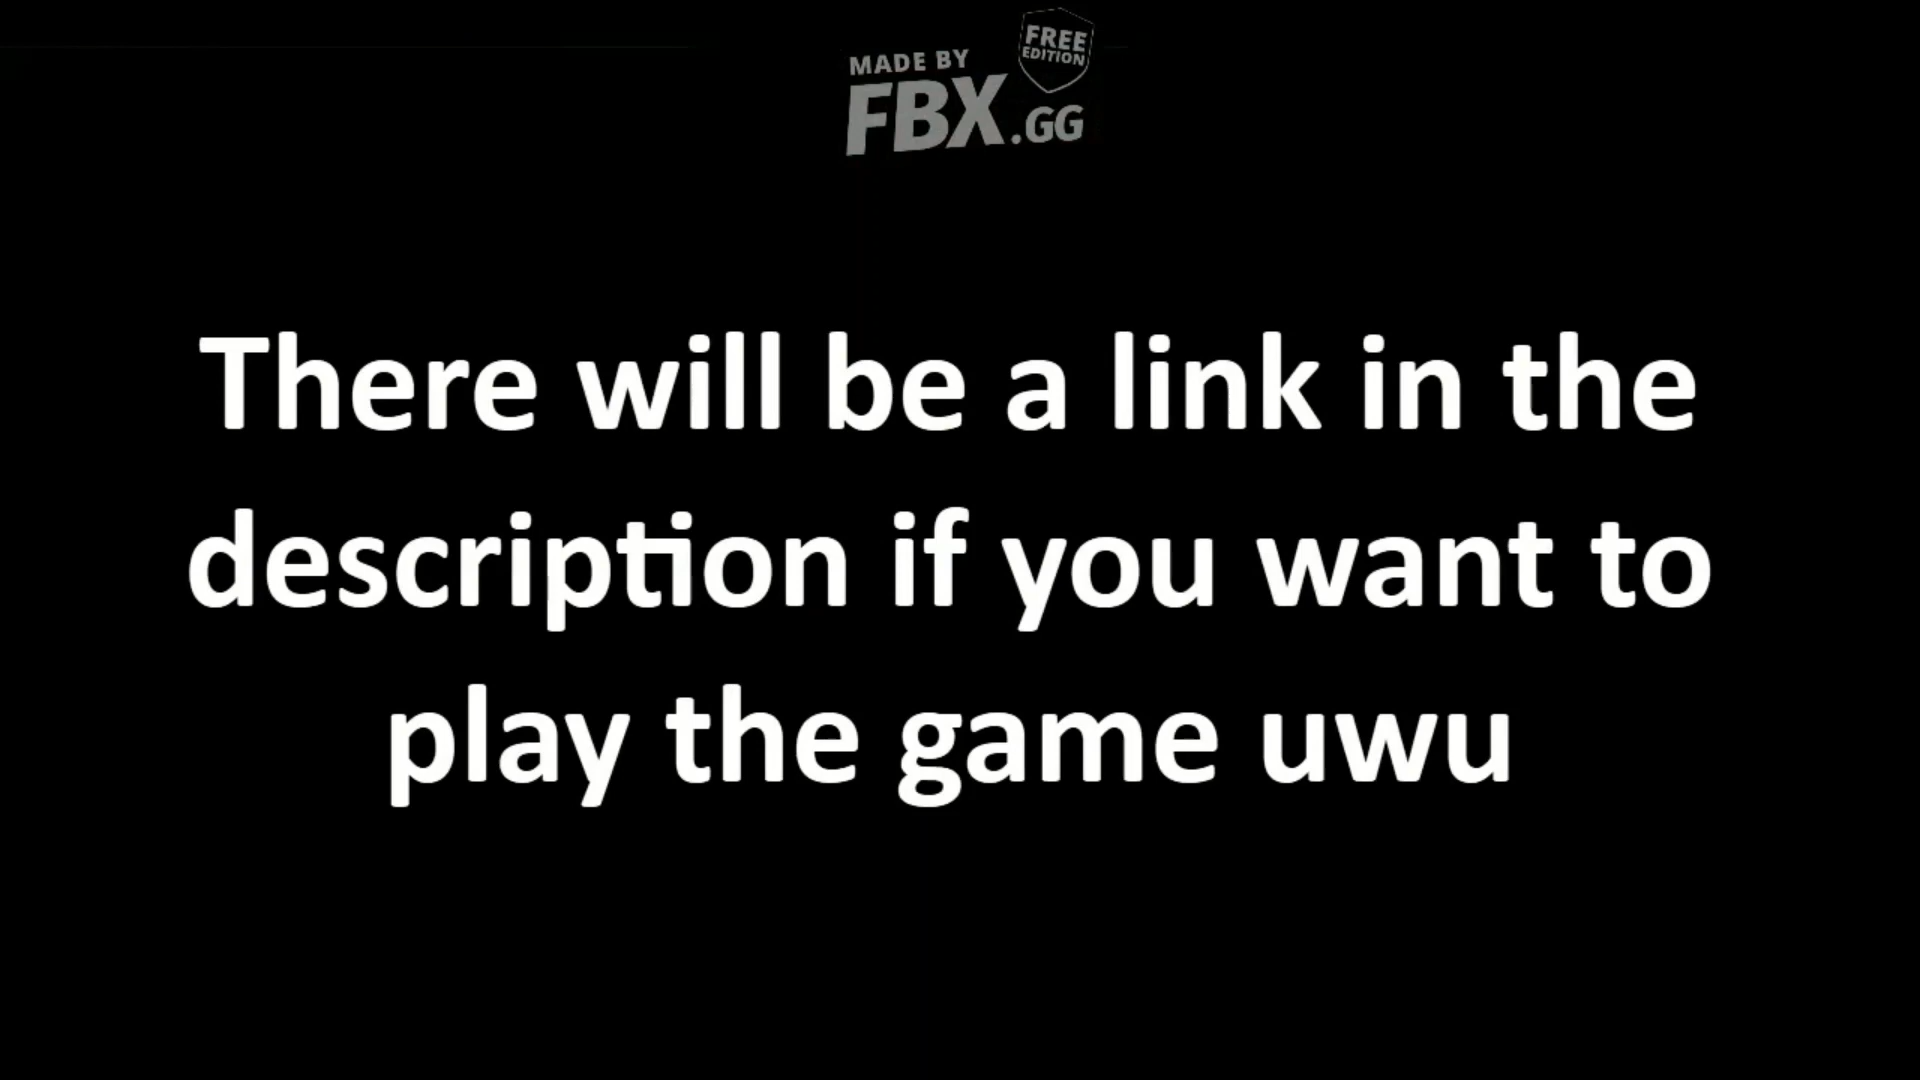 MADE BY
FREE
EDITION
FBX.GG
There will be a link in the
description if you want to
play the game uwu